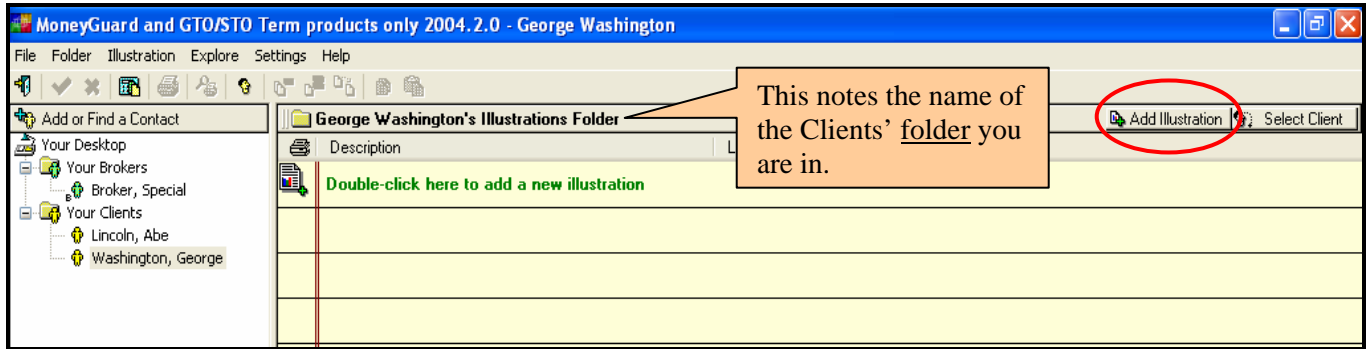 MoneyGuard and GTO/STO Term products only 2004.2.0 - George Washington
File Folder Illustration Explore Settings Help
Add or Find a Contact
George Washington's Illustrations Folder
Add Illustration
Select Client
Your Desktop
Your Brokers
Broker, Special
Your Clients
Lincoln, Abe
Washington, George
Description
L
Double-click here to add a new illustration
This notes the name of
the Clients’ folder you
are in.